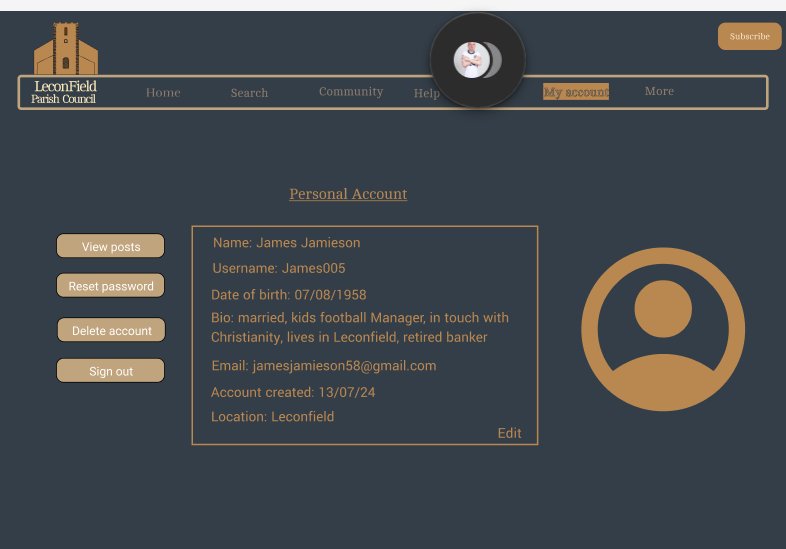 Subscribe
LeconField
Parish Council
Home
Search
Community
Help
My account
More
Personal Account
View posts
Reset password
Delete account
Sign out
Name: James Jamieson
Username: James005
Date of birth: 07/08/1958
Bio: married, kids football Manager, in touch with
Christianity, lives in Leconfield, retired banker
Email: jamesjamieson58@gmail.com
Account created: 13/07/24
Location: Leconfield
Edit